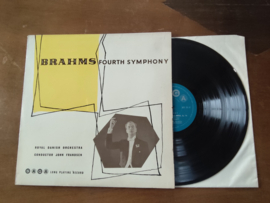 BRAHMS FOURTH SYMPHONY
ROYAL DANISH ORCHESTRA
CONDUCTOR JOHN FRANDSEN
LONG PLAYING RECORD